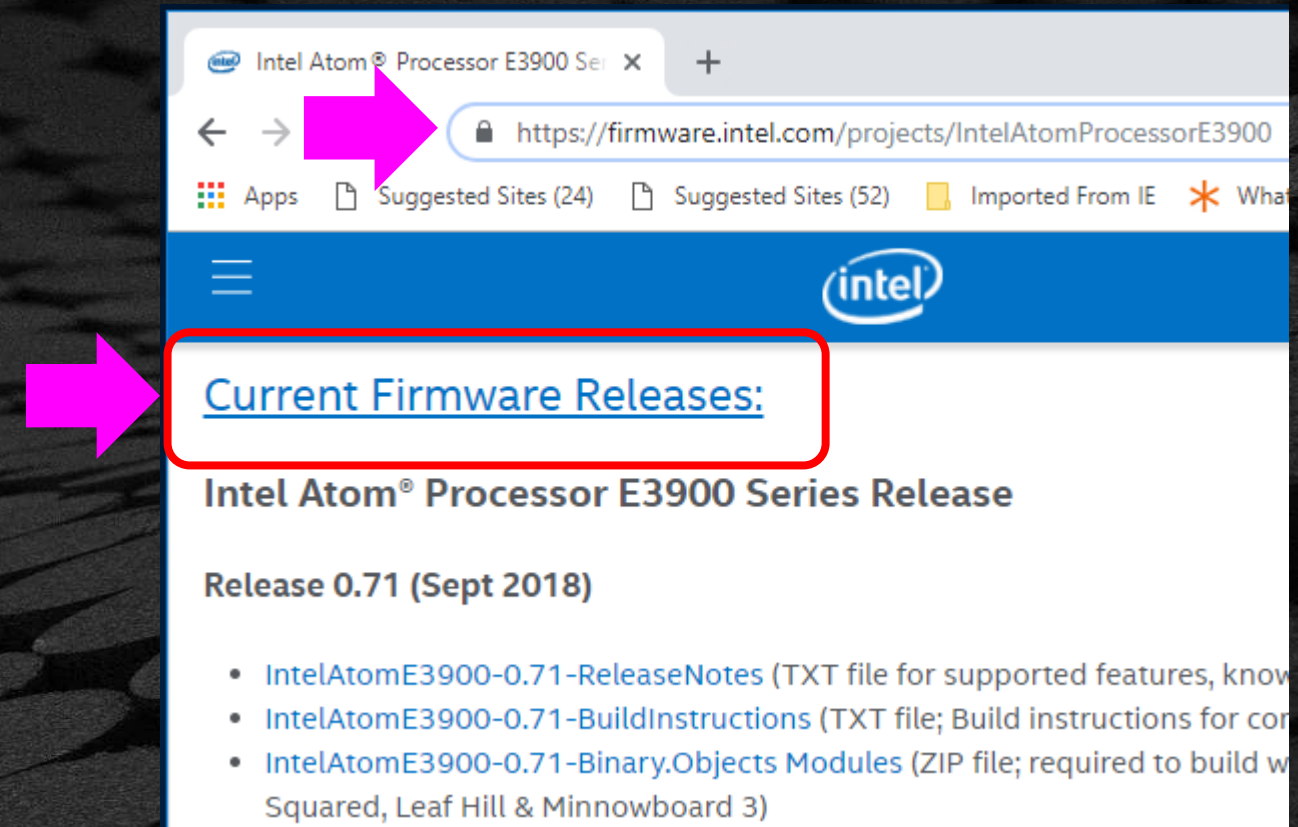 Intel Atom® Processor E3900 Ser
https://firmware.intel.com/projects/IntelAtomProcessorE3900
Apps Suggested Sites (24) Suggested Sites (52) Imported From IE What
intel
Current Firmware Releases:
Intel Atom® Processor E3900 Series Release
Release 0.71 (Sept 2018)
• IntelAtomE3900-0.71-ReleaseNotes (TXT file for supported features, know
• IntelAtomE3900-0.71-BuildInstructions (TXT file; Build instructions for cor
• IntelAtomE3900-0.71-Binary.Objects Modules (ZIP file; required to build w
Squared, Leaf Hill & Minnowboard 3)